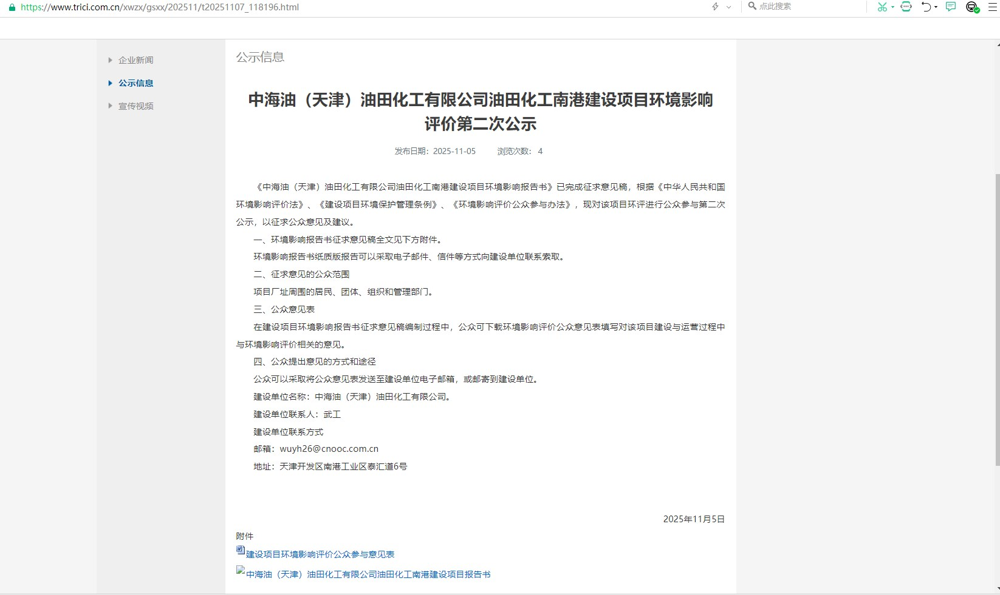 https://www.trici.com.cn/xwzx/gsxx/202511/t20251107_118196.html
点此搜索
企业新闻
公示信息
宣传视频
公示信息
中海油（天津）油田化工有限公司油田化工南港建设项目环境影响
评价第二次公示
发布日期：2025-11-05 浏览次数： 4
《中海油（天津）油田化工有限公司油田化工南港建设项目环境影响报告书》已完成征求意见稿，根据《中华人民共和国
环境影响评价法》、《建设项目环境保护管理条例》、《环境影响评价公众参与办法》，现对该项目环评进行公众参与第二次
公示，以征求公众意见及建议。
一、环境影响报告书征求意见稿全文见下方附件。
环境影响报告书纸质版报告可以采取电子邮件、信件等方式向建设单位联系索取。
二、征求意见的公众范围
项目厂址周围的居民、团体、组织和管理部门。
三、公众意见表
在建设项目环境影响报告书征求意见稿编制过程中，公众可下载环境影响评价公众意见表填写对该项目建设与运营过程中
与环境影响评价相关的意见。
四、公众提出意见的方式和途径
公众可以采取将公众意见表发送至建设单位电子邮箱，或邮寄到建设单位。
建设单位名称：中海油（天津）油田化工有限公司。
建设单位联系人：武工
建设单位联系方式
邮箱：wuyh26@cnooc.com.cn
地址：天津开发区南港工业区泰汇道6号
2025年11月5日
附件
建设项目环境影响评价公众参与意见表
中海油（天津）油田化工有限公司油田化工南港建设项目报告书